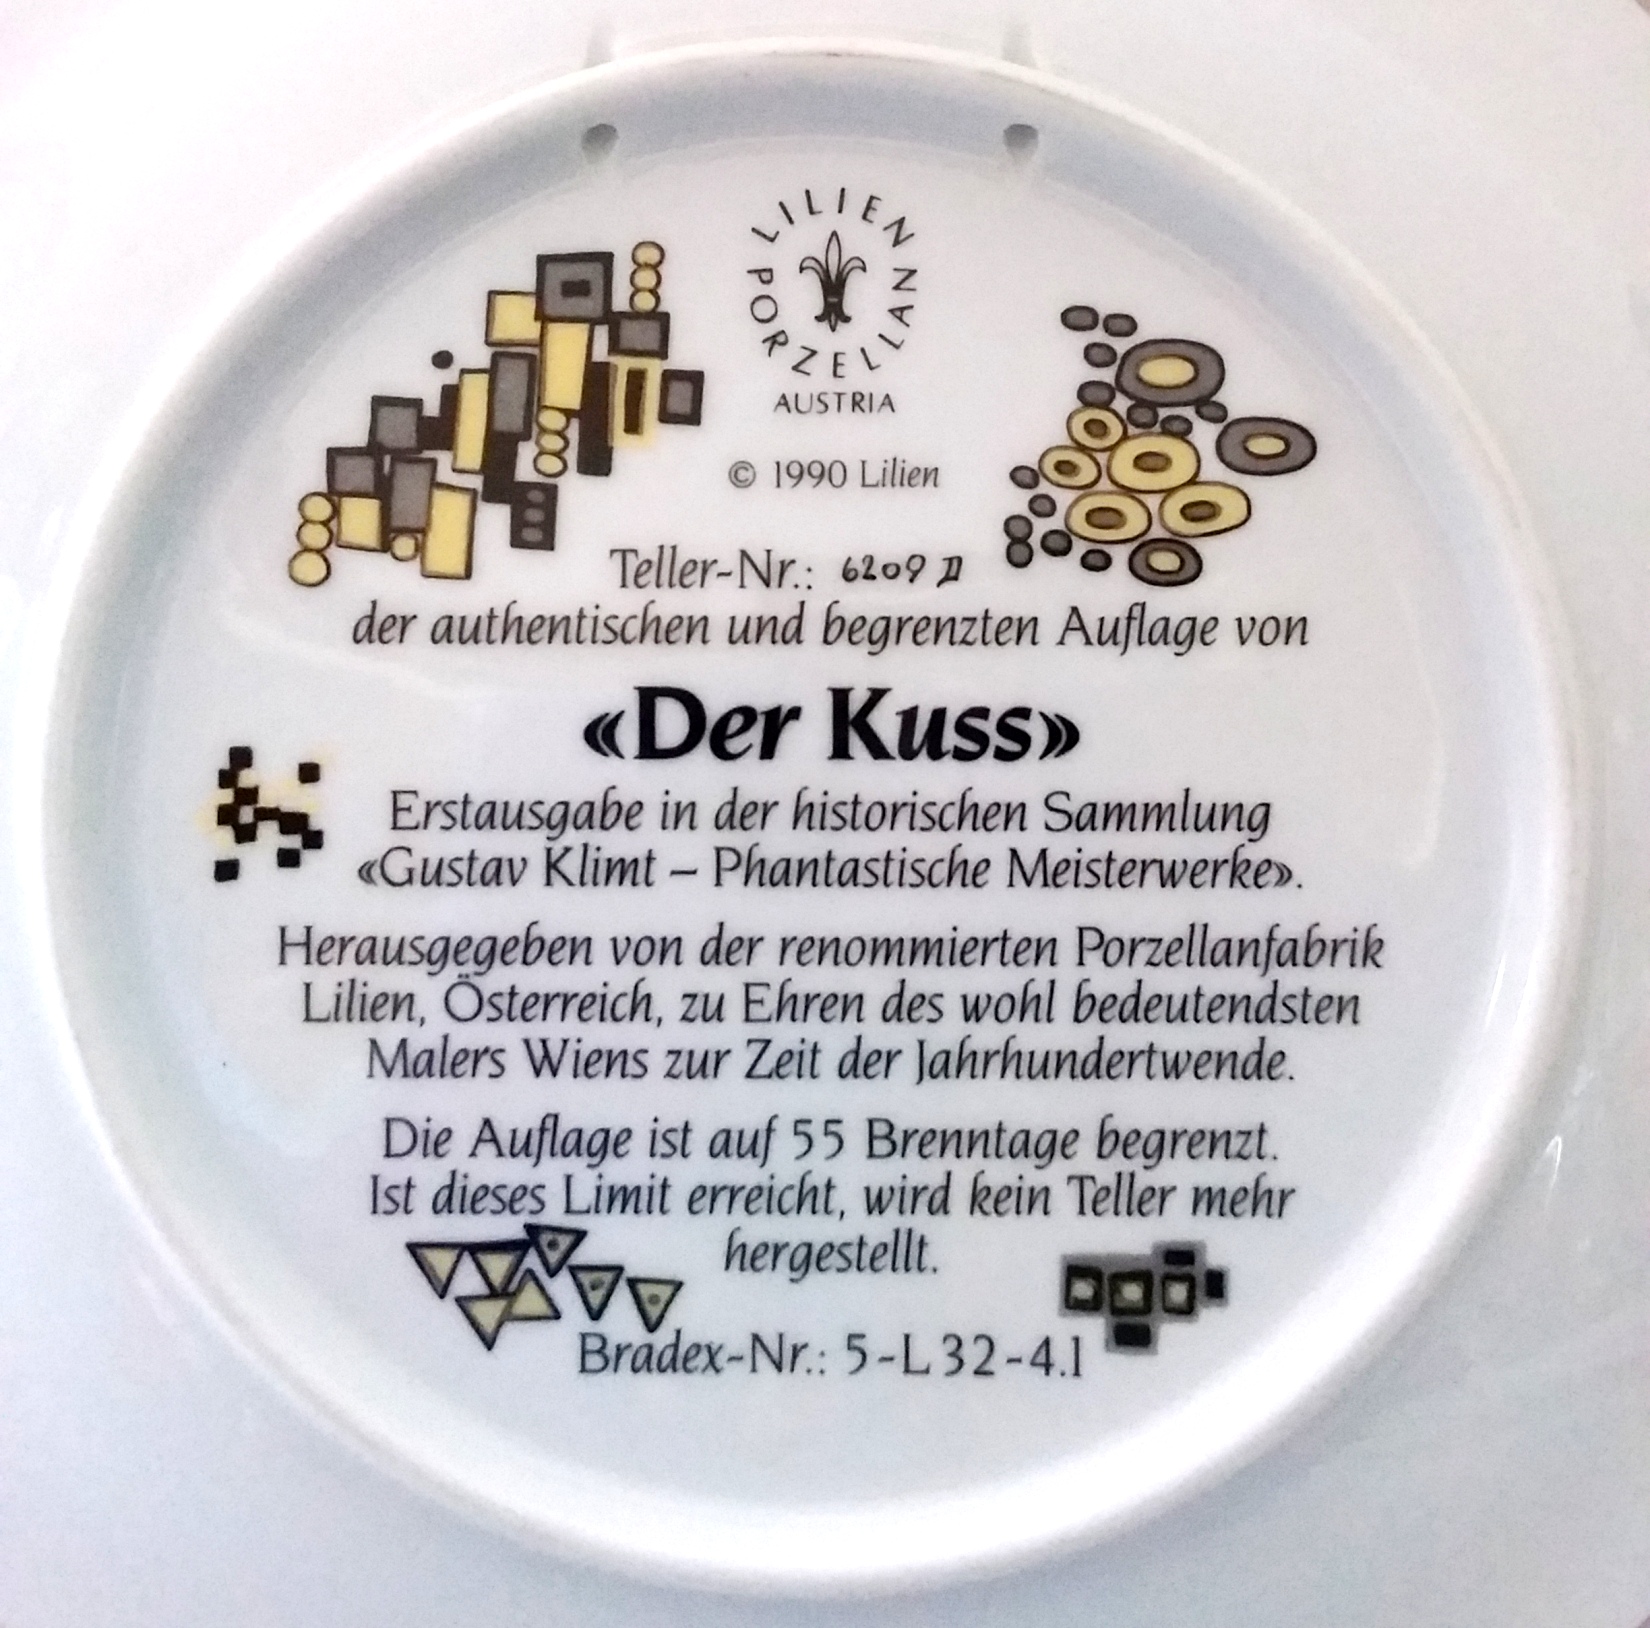 LILIEN PORZELLAN
AUSTRIA
© 1990 Lilien
Teller-Nr.: 6209 D
der authentischen und begrenzten Auflage von
«Der Kuss»
Erstausgabe in der historischen Sammlung
«Gustav Klimt – Phantastische Meisterwerke».
Herausgegeben von der renommierten Porzellanfabrik
Lilien, Österreich, zu Ehren des wohl bedeutendsten
Malers Wiens zur Zeit der Jahrhundertwende.
Die Auflage ist auf 55 Brenntage begrenzt.
Ist dieses Limit erreicht, wird kein Teller mehr
hergestellt.
Bradex-Nr.: 5-L32-4.1